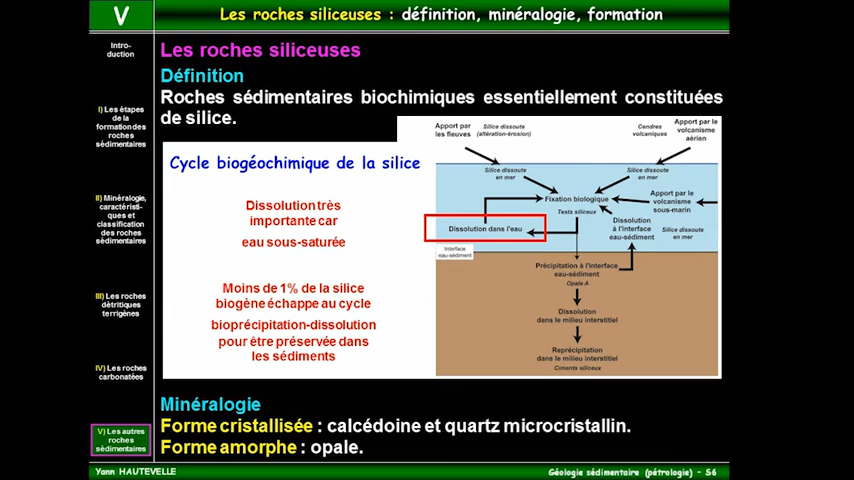 V
Les roches siliceuses : définition, minéralogie, formation
Intro-
duction
I) Les étapes
de la
formation des
roches
sédimentaires
II) Minéralogie,
caractéristi-
ques et
classification
des roches
sédimentaires
III) Les roches
détritiques
terrigènes
IV) Les roches
carbonatées
V) Les autres
roches
sédimentaires
Les roches siliceuses
Définition
Roches sédimentaires biochimiques essentiellement constituées
de silice.
Cycle biogéochimique de la silice
Dissolution très
importante car
eau sous-saturée
Moins de 1% de la silice
biogène échappe au cycle
bioprécipitation-dissolution
pour être préservée dans
les sédiments
Apport par
les fleuves
Silice dissoute
(altération-érosion)
Cendres
volcaniques
Apport par le
volcanisme
aérien
Silice dissoute
en mer
Silice dissoute
en mer
Fixation biologique
Tests siliceux
Apport par le
volcanisme
sous-marin
Dissolution dans l'eau
Dissolution
à l'interface
eau-sédiment
Silice dissoute
en mer
Interface
eau-sédiment
Précipitation à l'interface
eau-sédiment
Opale A
Dissolution
dans le milieu interstitiel
Reprécipitation
dans le milieu interstitiel
Ciments siliceux
Minéralogie
Forme cristallisée : calcédoine et quartz microcristallin.
Forme amorphe : opale.
Yann HAUTEVELLE
Géologie sédimentaire (pétrologie) - 56